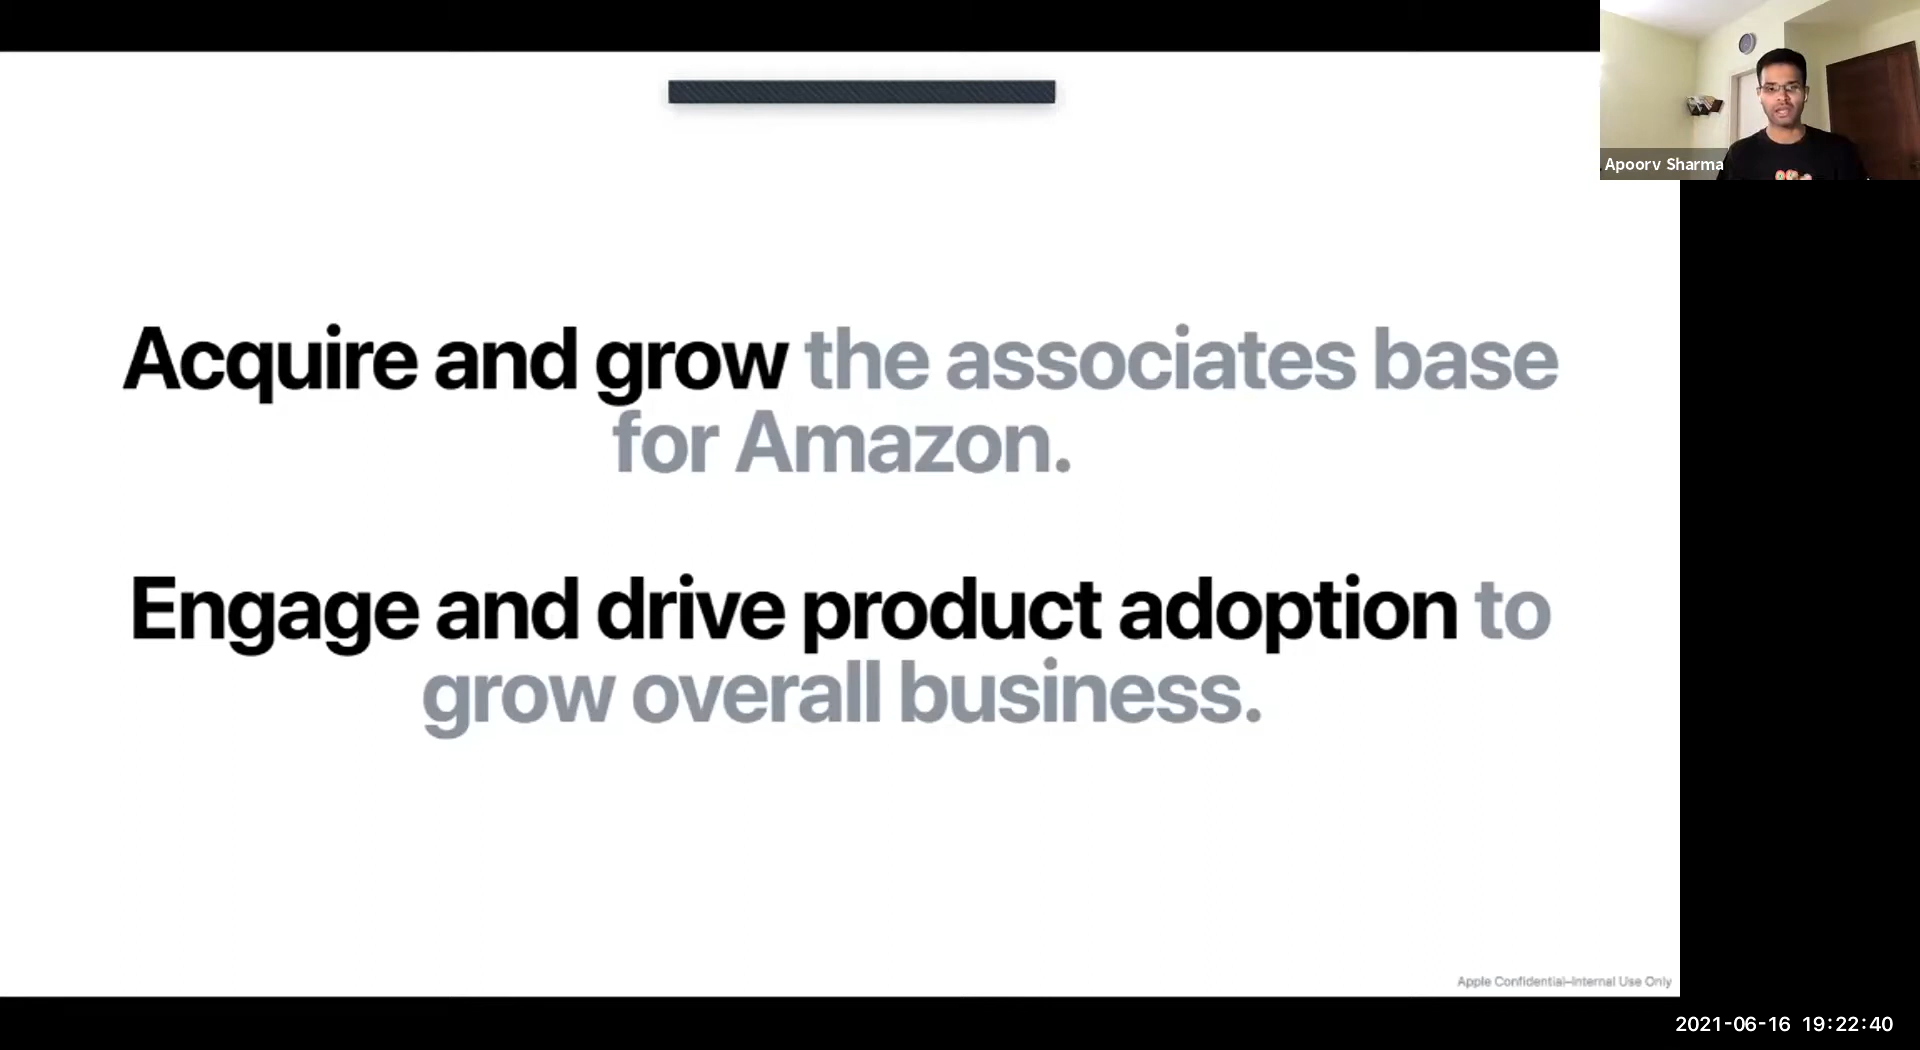 Apoorv Sharma
Acquire and grow the associates base
for Amazon.
Engage and drive product adoption to
grow overall business.
Apple Confidential–Internal Use Only
2021-06-16 19:22:40